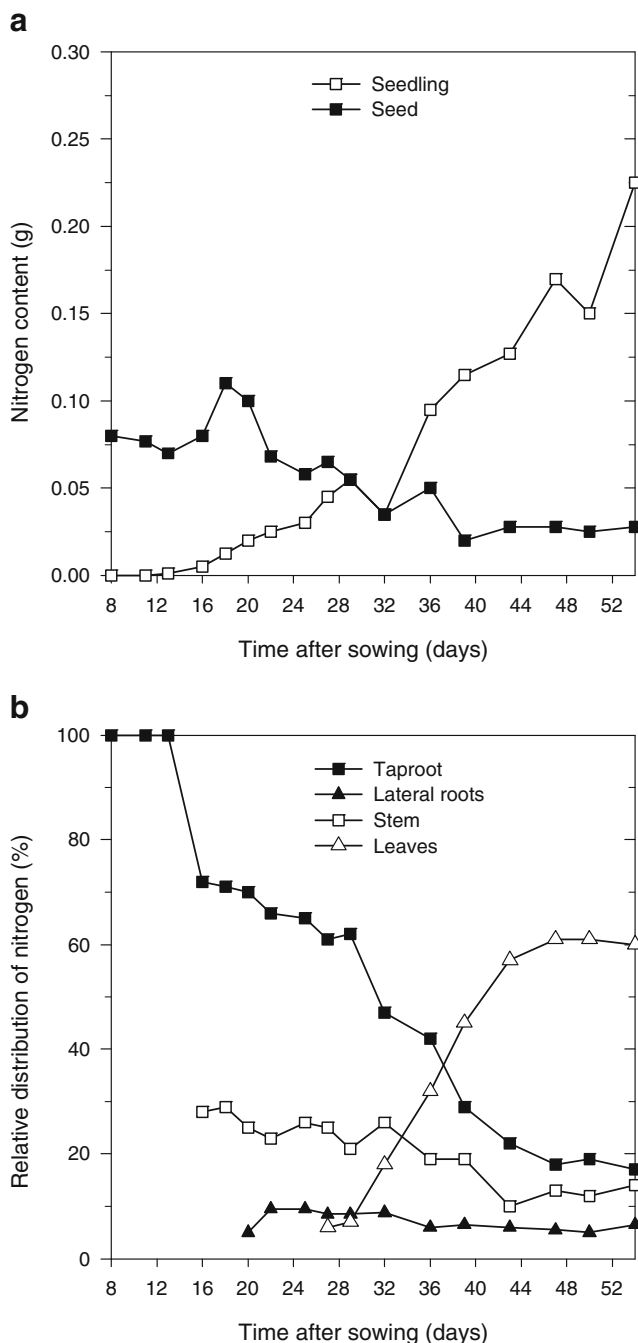 a
0.30
0.25
0.20
0.15
0.10
0.05
0.00
Nitrogen content (g)
Seedling
Seed
8 12 16 20 24 28 32 36 40 44 48 52
Time after sowing (days)
b
100
80
60
40
20
0
Relative distribution of nitrogen (%)
Taproot
Lateral roots
Stem
Leaves
8 12 16 20 24 28 32 36 40 44 48 52
Time after sowing (days)